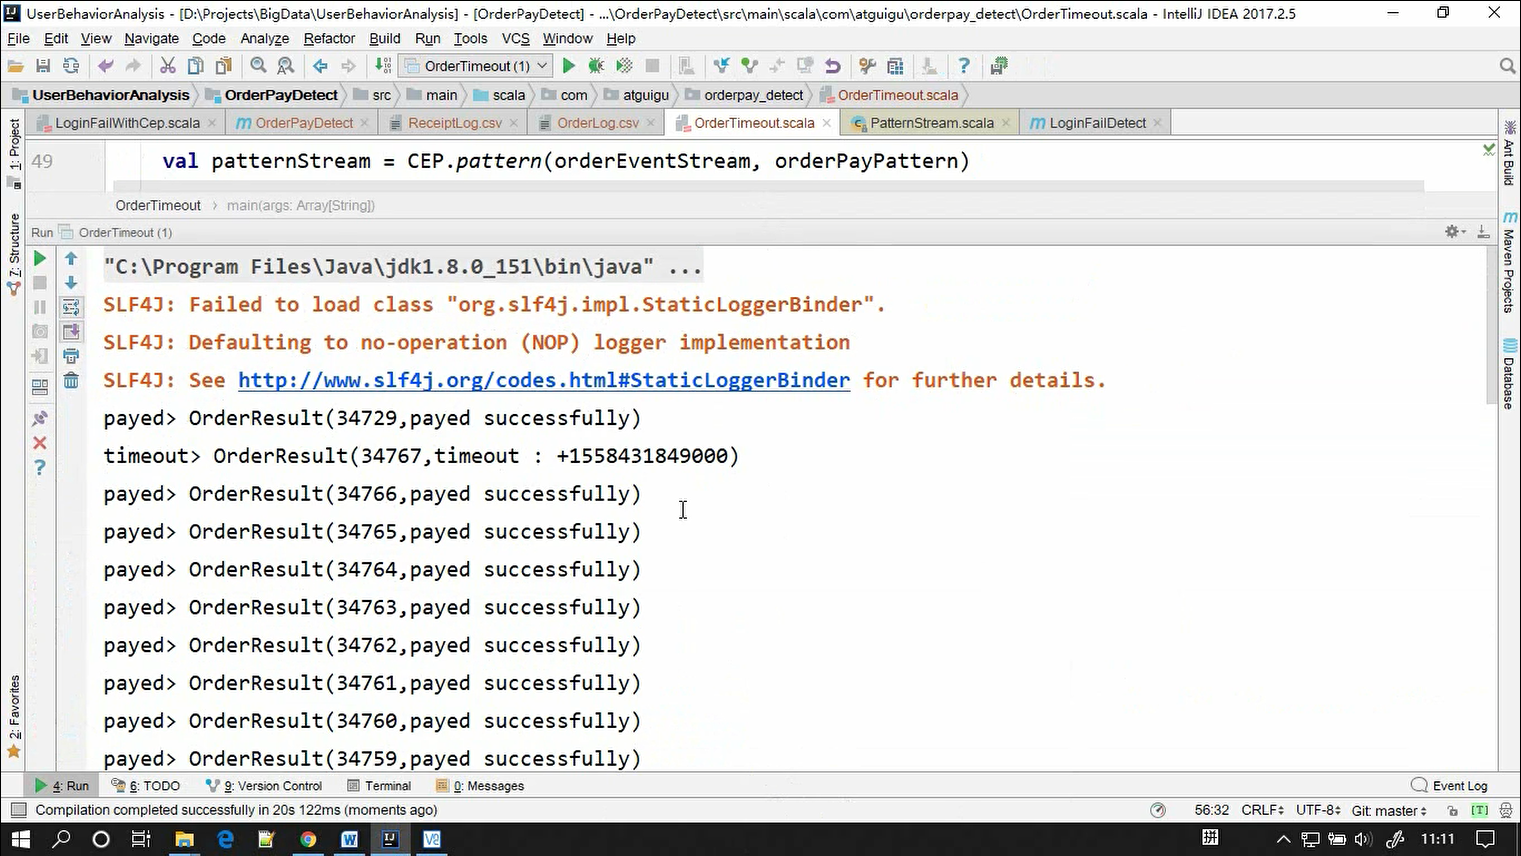 UserBehaviorAnalysis - [D:\Projects\BigData\UserBehaviorAnalysis] - [OrderPayDetect] - ...\OrderPayDetect\src\main\scala\com\atguigu\orderpay_detect\OrderTimeout.scala - IntelliJ IDEA 2017.2.5
File Edit View Navigate Code Analyze Refactor Build Run Tools VCS Window Help
OrderTimeout (1)
UserBehaviorAnalysis OrderPayDetect src main scala com atguigu orderpay_detect OrderTimeout.scala
LoginFailWithCep.scala OrderPayDetect ReceiptLog.csv OrderLog.csv OrderTimeout.scala PatternStream.scala LoginFailDetect
49 val patternStream = CEP.pattern(orderEventStream, orderPayPattern)
OrderTimeout main(args: Array[String])
Run OrderTimeout (1)
"C:\Program Files\Java\jdk1.8.0_151\bin\java" ...
SLF4J: Failed to load class "org.slf4j.impl.StaticLoggerBinder".
SLF4J: Defaulting to no-operation (NOP) logger implementation
SLF4J: See http://www.slf4j.org/codes.html#StaticLoggerBinder for further details.
payed> OrderResult(34729,payed successfully)
timeout> OrderResult(34767,timeout : +1558431849000)
payed> OrderResult(34766,payed successfully)
payed> OrderResult(34765,payed successfully)
payed> OrderResult(34764,payed successfully)
payed> OrderResult(34763,payed successfully)
payed> OrderResult(34762,payed successfully)
payed> OrderResult(34761,payed successfully)
payed> OrderResult(34760,payed successfully)
payed> OrderResult(34759,payed successfully)
1: Project
7: Structure
2: Favorites
Ant Build
Maven Projects
Database
4: Run 6: TODO 9: Version Control Terminal 0: Messages Event Log
Compilation completed successfully in 20s 122ms (moments ago) 56:32 CRLF UTF-8 Git: master [T]
拼 11:11